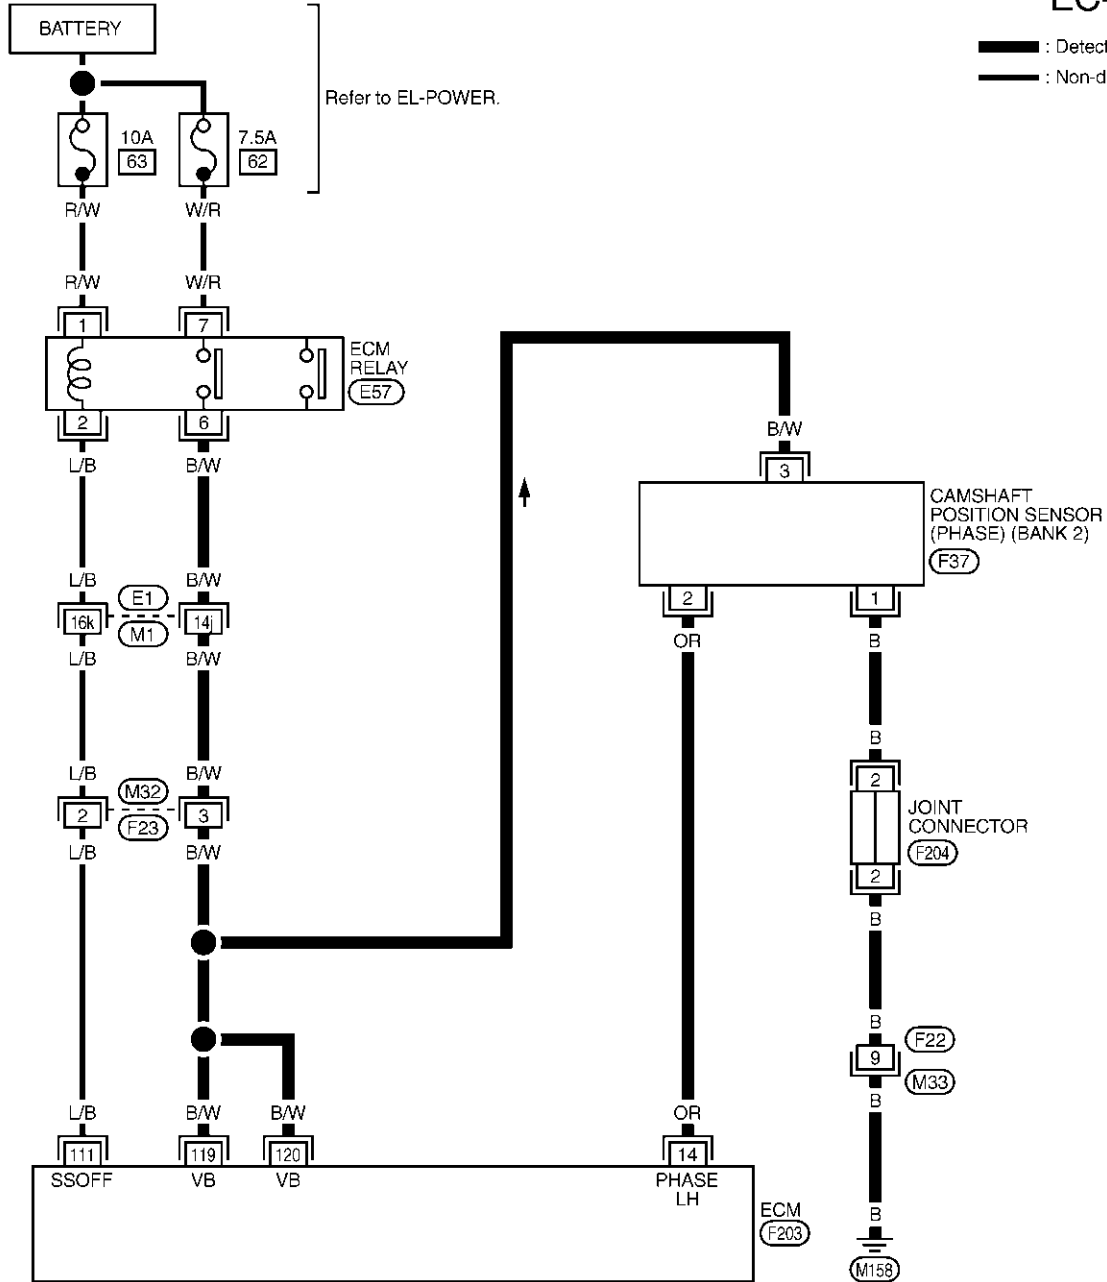 EC-
BATTERY
: Detect
: Non-d
Refer to EL-POWER.
10A
63
7.5A
62
R/W
W/R
R/W
W/R
1
7
ECM
RELAY
E57
2
6
L/B
B/W
B/W
3
CAMSHAFT
POSITION SENSOR
(PHASE) (BANK 2)
F37
2
1
OR
B
L/B
B/W
E1
16k
14j
M1
L/B
B/W
B
2
JOINT
CONNECTOR
F204
2
B
L/B
B/W
M32
2
3
F23
L/B
B/W
B
F22
9
M33
B
L/B
B/W
B/W
OR
111
119
120
14
SSOFF
VB
VB
PHASE
LH
ECM
F203
B
M158